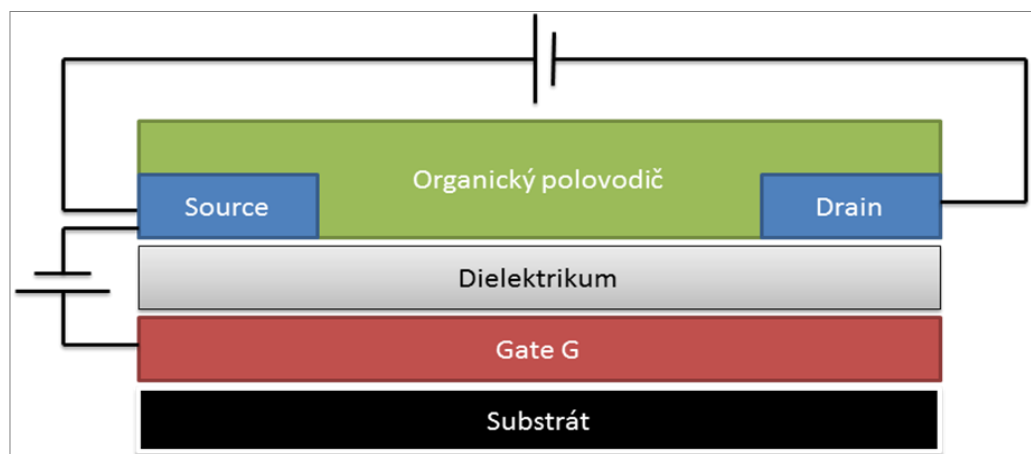 Organický polovodič
Source
Drain
Dielektrikum
Gate G
Substrát